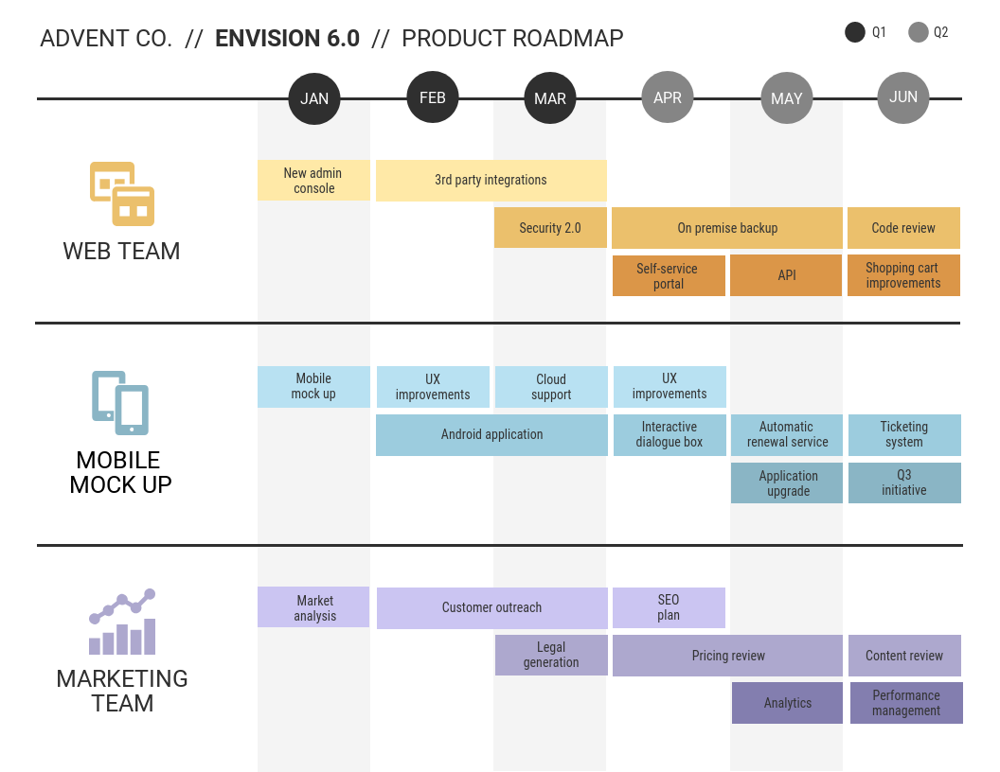 ADVENT CO. // ENVISION 6.0 // PRODUCT ROADMAP
Q1
Q2
JAN
FEB
MAR
APR
MAY
JUN
WEB TEAM
New admin
console
3rd party integrations
Security 2.0
On premise backup
Code review
Self-service
portal
API
Shopping cart
improvements
MOBILE
MOCK UP
Mobile
mock up
UX
improvements
Cloud
support
UX
improvements
Android application
Interactive
dialogue box
Automatic
renewal service
Ticketing
system
Application
upgrade
Q3
initiative
MARKETING
TEAM
Market
analysis
Customer outreach
SEO
plan
Legal
generation
Pricing review
Content review
Analytics
Performance
management